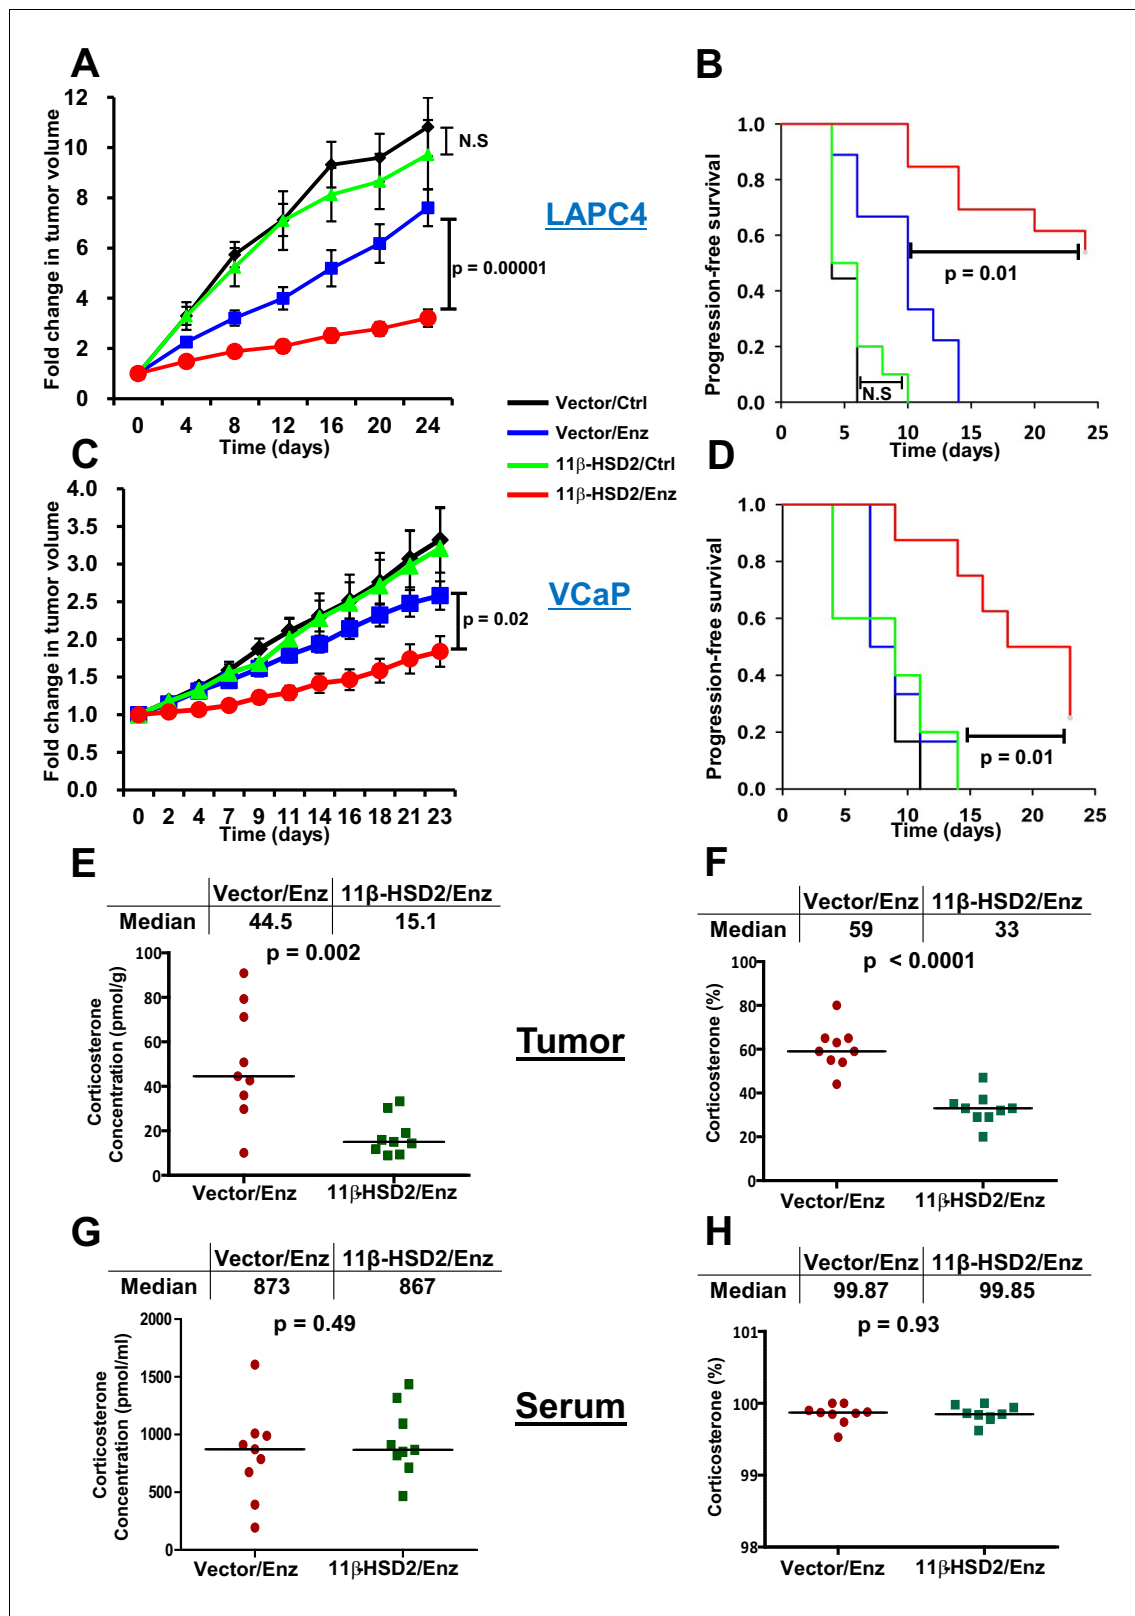 A
Fold change in tumor volume
12
10
8
6
4
2
0
0 4 8 12 16 20 24
Time (days)
N.S
p = 0.00001
LAPC4
B
Progression-free survival
1.0
0.8
0.6
0.4
0.2
0.0
0 5 10 15 20 25
Time (days)
p = 0.01
N.S
Vector/Ctrl
Vector/Enz
11β-HSD2/Ctrl
11β-HSD2/Enz
C
Fold change in tumor volume
4.0
3.5
3.0
2.5
2.0
1.5
1.0
0.5
0.0
0 2 4 7 9 11 14 16 18 21 23
Time (days)
p = 0.02
VCaP
D
Progression-free survival
1.0
0.8
0.6
0.4
0.2
0.0
0 5 10 15 20 25
Time (days)
p = 0.01
E
Vector/Enz 11β-HSD2/Enz
Median 44.5 15.1
p = 0.002
Corticosterone
Concentration (pmol/g)
100
80
60
40
20
0
Vector/Enz 11β-HSD2/Enz
Tumor
F
Vector/Enz 11β-HSD2/Enz
Median 59 33
p < 0.0001
Corticosterone (%)
100
80
60
40
20
0
Vector/Enz 11β-HSD2/Enz
G
Vector/Enz 11β-HSD2/Enz
Median 873 867
p = 0.49
Corticosterone
Concentration (pmol/ml)
2000
1500
1000
500
0
Vector/Enz 11β-HSD2/Enz
Serum
H
Vector/Enz 11β-HSD2/Enz
Median 99.87 99.85
p = 0.93
Corticosterone (%)
101
100
99
98
Vector/Enz 11β-HSD2/Enz